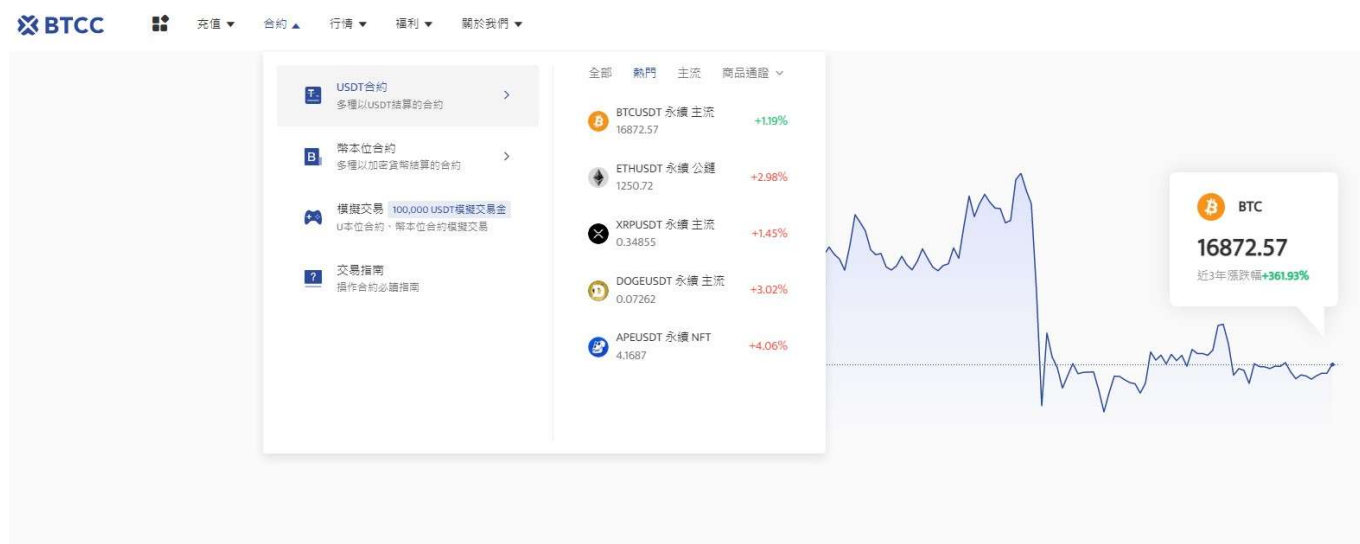 BTCC
充值 ▼
合約 ▲
行情 ▼
福利 ▼
關於我們 ▼
USDT合約
多種以USDT結算的合約
幣本位合約
多種以加密貨幣結算的合約
模擬交易 100,000 USDT模擬交易金
U本位合約、幣本位合約模擬交易
交易指南
操作合約必讀指南
全部 熱門 主流 商品通證
BTCUSDT 永續 主流
16872.57
+1.19%
ETHUSDT 永續 公鏈
1250.72
+2.98%
XRPUSDT 永續 主流
0.34855
+1.45%
DOGEUSDT 永續 主流
0.07262
+3.02%
APEUSDT 永續 NFT
4.1687
+4.06%
BTC
16872.57
近3年漲跌幅+361.93%